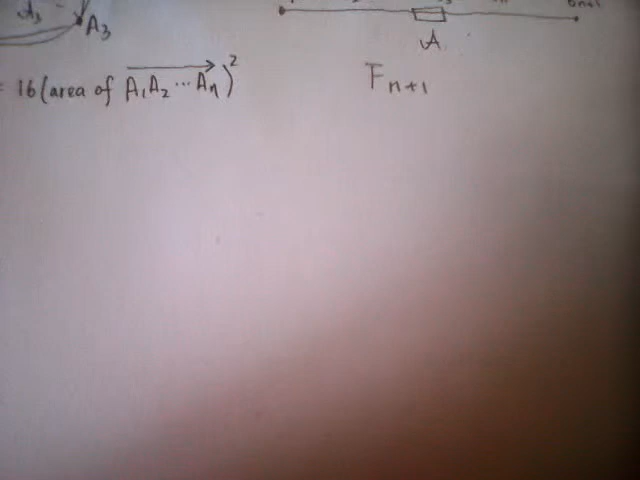 A₃
A
= 16 (area of A₁A₂ ⋯ Aₙ)²
Fₙ₊₁